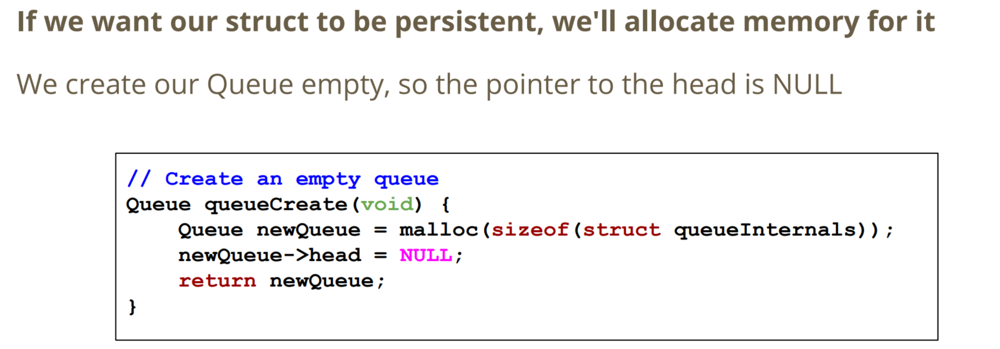 If we want our struct to be persistent, we'll allocate memory for it
We create our Queue empty, so the pointer to the head is NULL
// Create an empty queue
Queue queueCreate(void) {
    Queue newQueue = malloc(sizeof(struct queueInternals));
    newQueue->head = NULL;
    return newQueue;
}